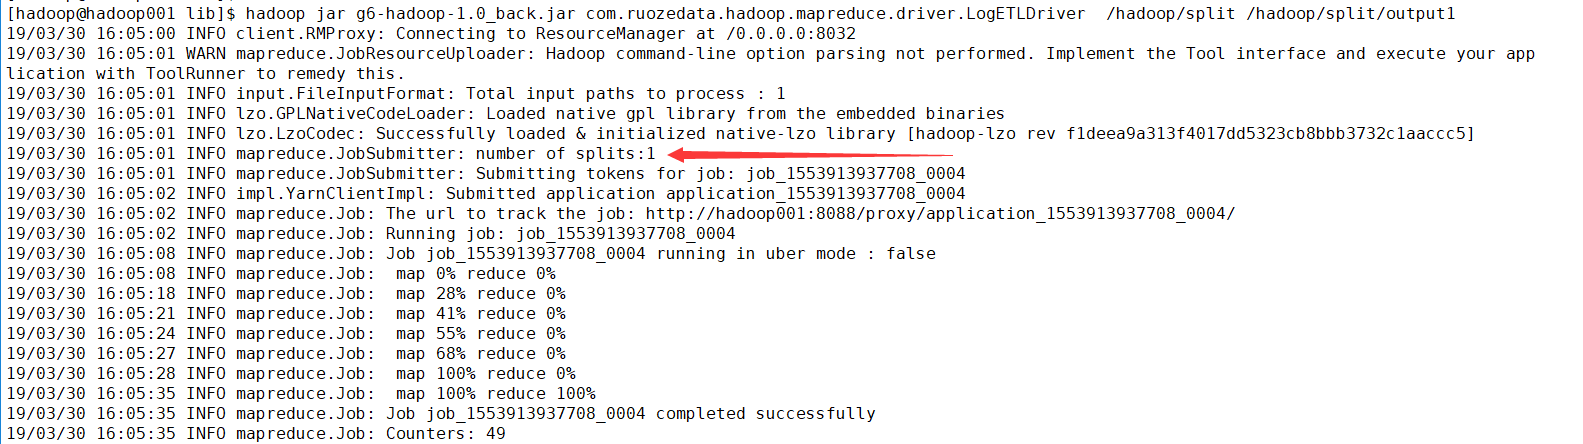 [hadoop@hadoop001 lib]$ hadoop jar g6-hadoop-1.0_back.jar com.ruozedata.hadoop.mapreduce.driver.LogETLDriver  /hadoop/split /hadoop/split/output1
19/03/30 16:05:00 INFO client.RMProxy: Connecting to ResourceManager at /0.0.0.0:8032
19/03/30 16:05:01 WARN mapreduce.JobResourceUploader: Hadoop command-line option parsing not performed. Implement the Tool interface and execute your app
lication with ToolRunner to remedy this.
19/03/30 16:05:01 INFO input.FileInputFormat: Total input paths to process : 1
19/03/30 16:05:01 INFO lzo.GPLNativeCodeLoader: Loaded native gpl library from the embedded binaries
19/03/30 16:05:01 INFO lzo.LzoCodec: Successfully loaded & initialized native-lzo library [hadoop-lzo rev f1deea9a313f4017dd5323cb8bbb3732c1aaccc5]
19/03/30 16:05:01 INFO mapreduce.JobSubmitter: number of splits:1
19/03/30 16:05:01 INFO mapreduce.JobSubmitter: Submitting tokens for job: job_1553913937708_0004
19/03/30 16:05:02 INFO impl.YarnClientImpl: Submitted application application_1553913937708_0004
19/03/30 16:05:02 INFO mapreduce.Job: The url to track the job: http://hadoop001:8088/proxy/application_1553913937708_0004/
19/03/30 16:05:02 INFO mapreduce.Job: Running job: job_1553913937708_0004
19/03/30 16:05:08 INFO mapreduce.Job: Job job_1553913937708_0004 running in uber mode : false
19/03/30 16:05:08 INFO mapreduce.Job:  map 0% reduce 0%
19/03/30 16:05:18 INFO mapreduce.Job:  map 28% reduce 0%
19/03/30 16:05:21 INFO mapreduce.Job:  map 41% reduce 0%
19/03/30 16:05:24 INFO mapreduce.Job:  map 55% reduce 0%
19/03/30 16:05:27 INFO mapreduce.Job:  map 68% reduce 0%
19/03/30 16:05:28 INFO mapreduce.Job:  map 100% reduce 0%
19/03/30 16:05:35 INFO mapreduce.Job:  map 100% reduce 100%
19/03/30 16:05:35 INFO mapreduce.Job: Job job_1553913937708_0004 completed successfully
19/03/30 16:05:35 INFO mapreduce.Job: Counters: 49